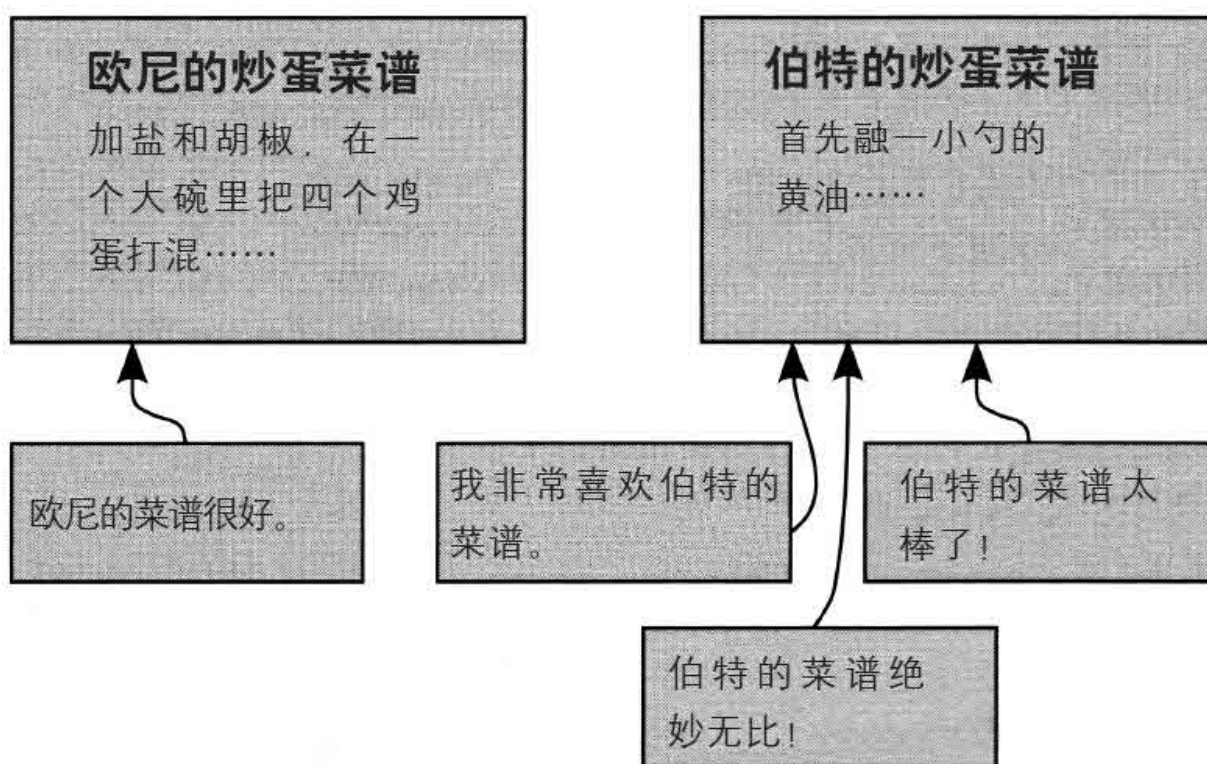 欧尼的炒蛋菜谱
加盐和胡椒，在一
个大碗里把四个鸡
蛋打混……
伯特的炒蛋菜谱
首先融一小勺的
黄油……
欧尼的菜谱很好。
我非常喜欢伯特的
菜谱。
伯特的菜谱太
棒了！
伯特的菜谱绝
妙无比！